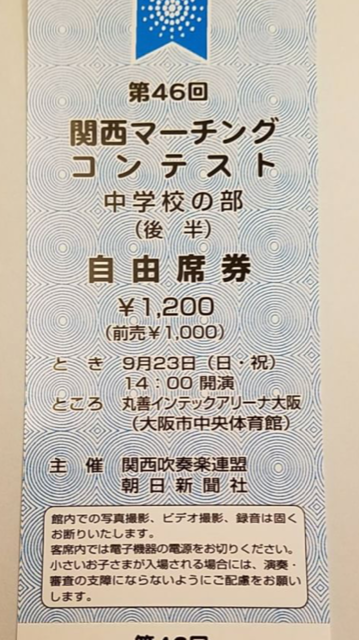 第46回
関西マーチング
コンテスト
中学校の部
(後 半)
自由席券
￥1,200
(前売￥1,000)
と き 9月23日(日・祝)
14：00 開演
ところ 丸善インテックアリーナ大阪
(大阪市中央体育館)
主 催 関西吹奏楽連盟
朝日新聞社
館内での写真撮影、ビデオ撮影、録音は固く
お断りいたします。
客席内では電子機器の電源をお切りください。
小さいお子さまが入場される場合には、演奏・
審査の支障にならないようにご配慮をお願い
します。